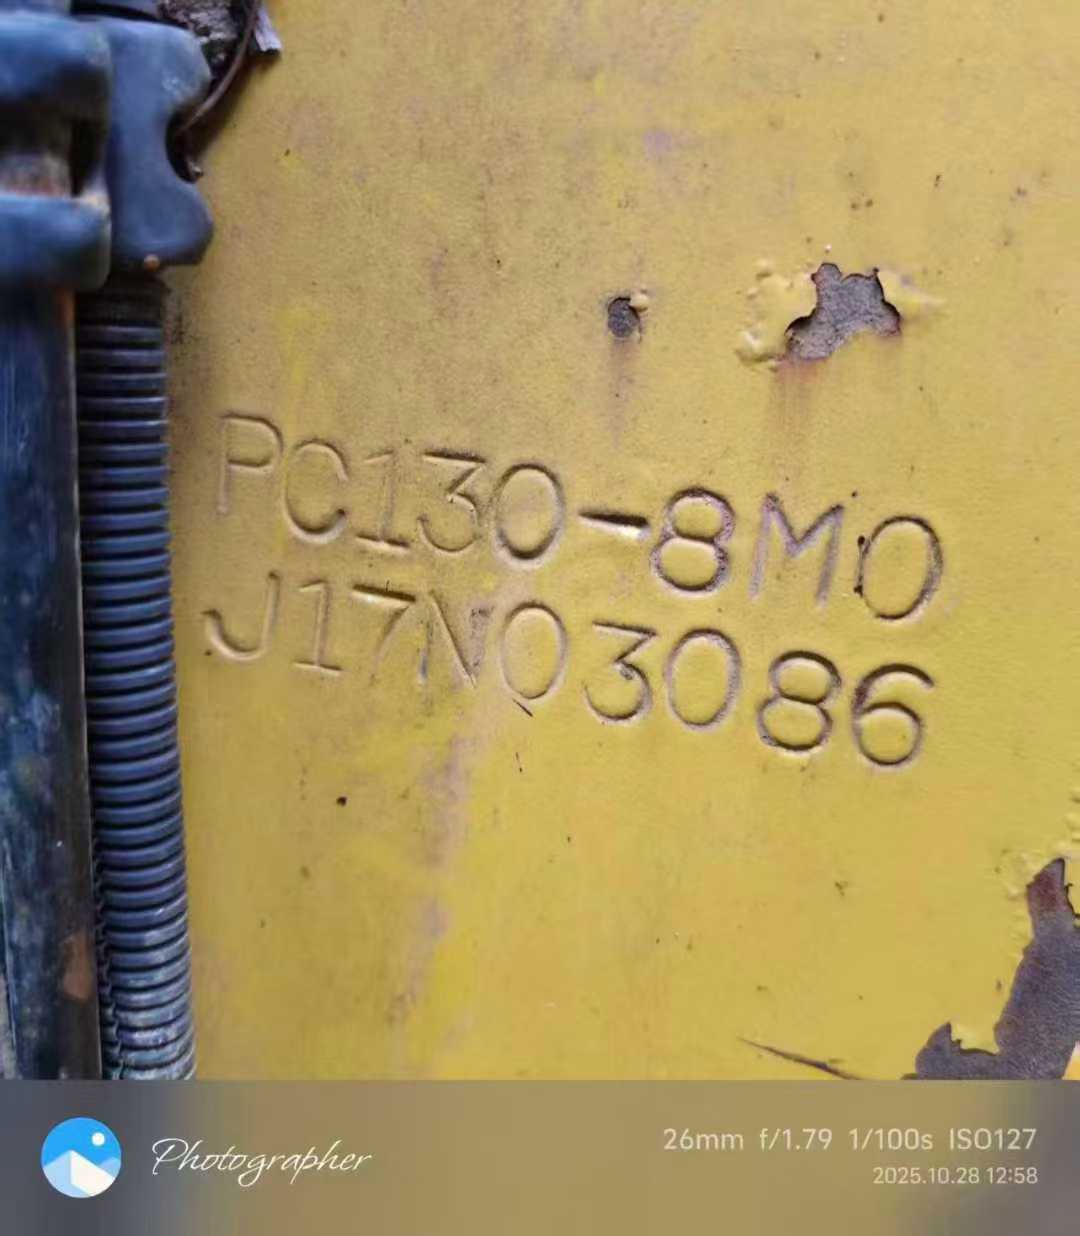 PC130-8M0
J17N03086
Photographer
26mm f/1.79 1/100s ISO127
2025.10.28 12:58